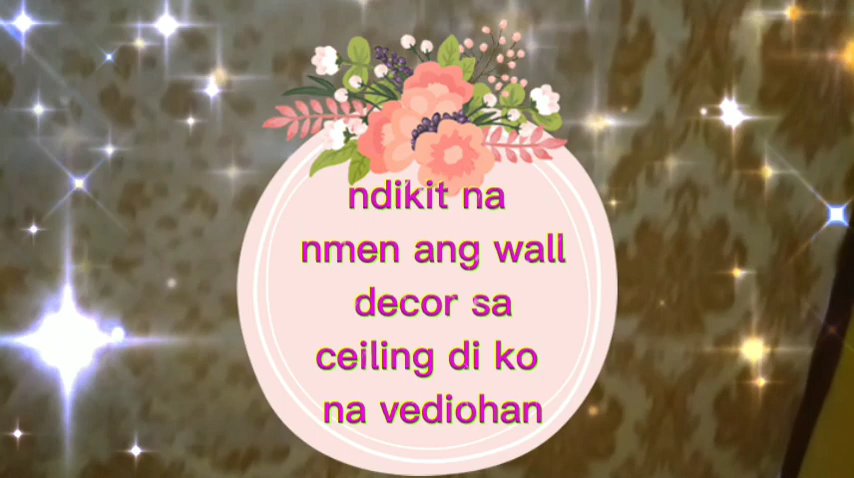 ndikit na
nmen ang wall
decor sa
ceiling di ko
na vediohan